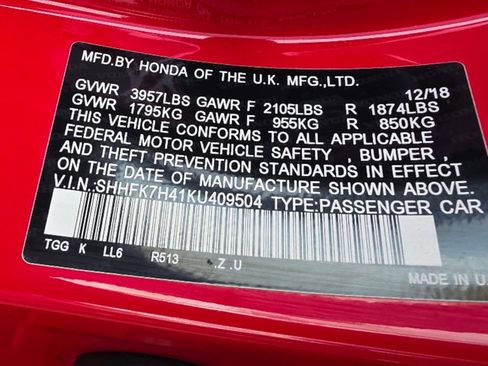 MFD.BY HONDA OF THE U.K. MFG.,LTD.
12/18
GVWR 3957LBS GAWR F 2105LBS R 1874LBS
GVWR 1795KG GAWR F 955KG R 850KG
THIS VEHICLE CONFORMS TO ALL APPLICABLE
FEDERAL MOTOR VEHICLE SAFETY , BUMPER ,
AND THEFT PREVENTION STANDARDS IN EFFECT
ON THE DATE OF MANUFACTURE SHOWN ABOVE.
V.I.N.:SHHFK7H41KU409504 TYPE:PASSENGER CAR
TGG K LL6 R513 .Z .U
MADE IN U.